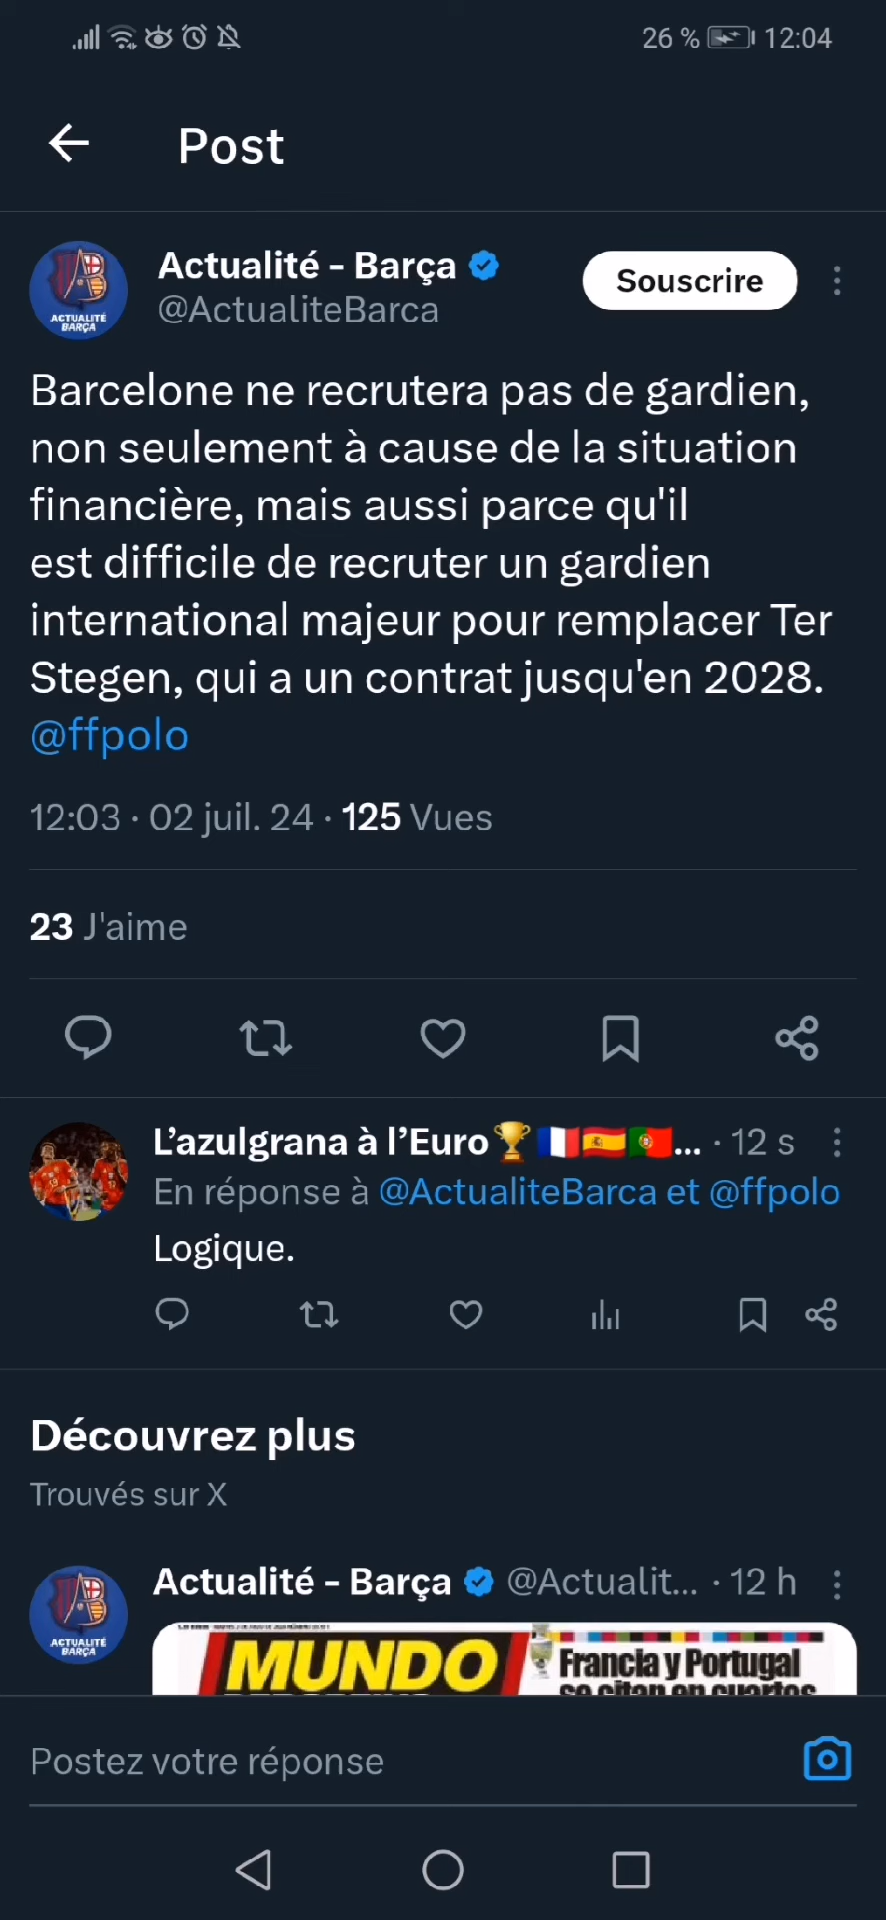 26 % 12:04
Post
Actualité - Barça
@ActualiteBarca
Souscrire
ACTUALITÉ
BARÇA
Barcelone ne recrutera pas de gardien,
non seulement à cause de la situation
financière, mais aussi parce qu'il
est difficile de recruter un gardien
international majeur pour remplacer Ter
Stegen, qui a un contrat jusqu'en 2028.
@ffpolo
12:03 · 02 juil. 24 · 125 Vues
23 J'aime
L'azulgrana à l'Euro🏆🇫🇷🇪🇸🇵🇹... · 12 s
En réponse à @ActualiteBarca et @ffpolo
Logique.
Découvrez plus
Trouvés sur X
Actualité - Barça @Actualit... · 12 h
ACTUALITÉ
BARÇA
MUNDO
Francia y Portugal
se citan en cuartos
Postez votre réponse